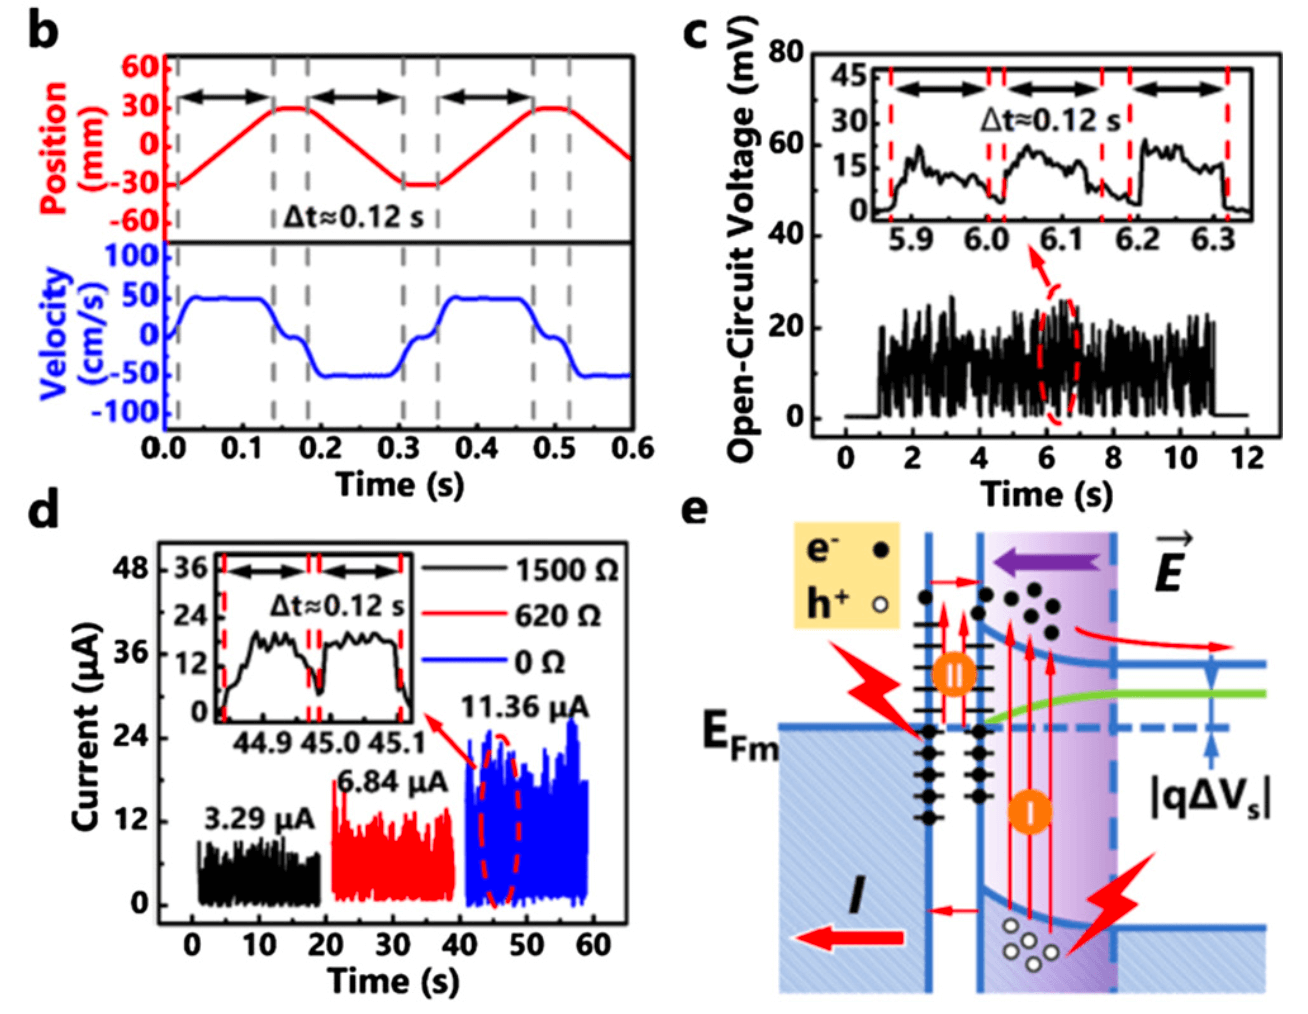 b
60
30
0
-30
-60
Position
(mm)
Δt≈0.12 s
100
50
0
-50
-100
Velocity
(cm/s)
0.0 0.1 0.2 0.3 0.4 0.5 0.6
Time (s)
c
Open-Circuit Voltage (mV)
80
60
40
20
0
45
30
15
0
Δt≈0.12 s
5.9 6.0 6.1 6.2 6.3
0 2 4 6 8 10 12
Time (s)
d
Current (μA)
48
36
24
12
0
36
24
12
0
Δt≈0.12 s
44.9 45.0 45.1
1500 Ω
620 Ω
0 Ω
3.29 μA
6.84 μA
11.36 μA
0 10 20 30 40 50 60
Time (s)
e
e-
h+
E
II
EFm
|qΔVs|
I
I